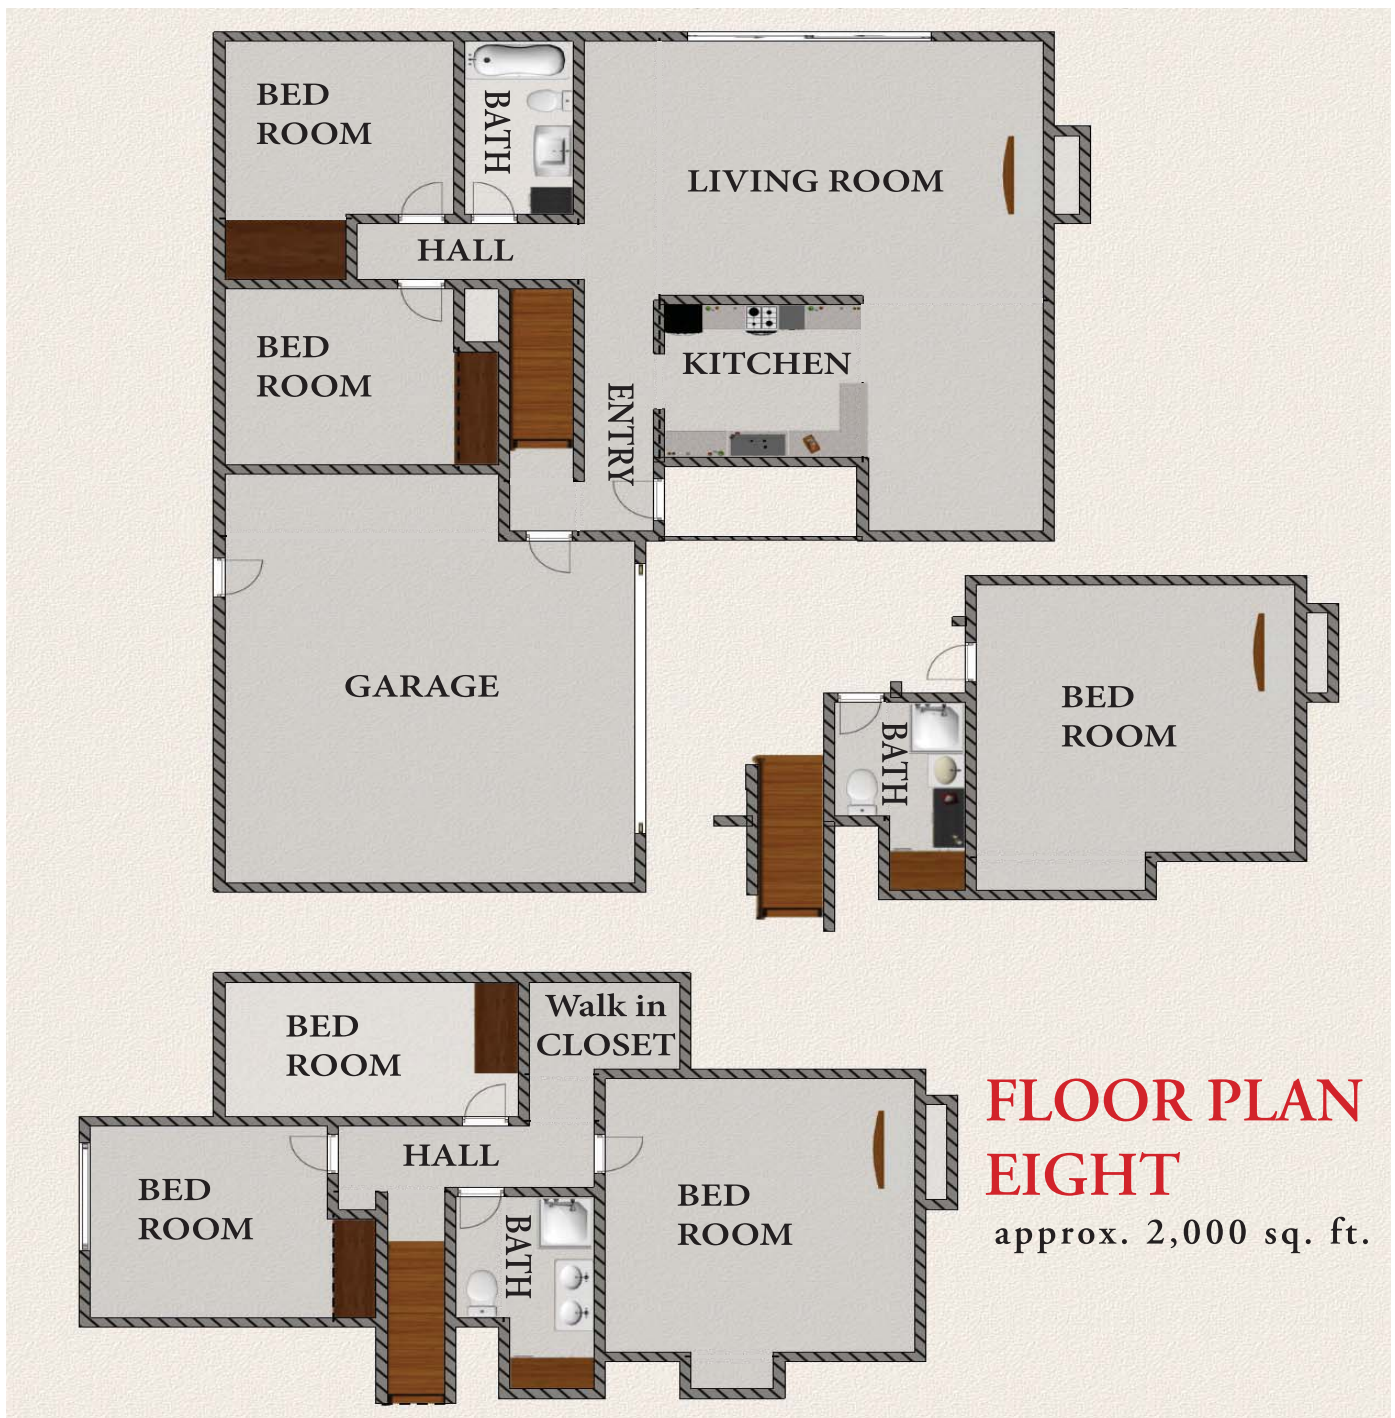 BED
ROOM
BATH
LIVING ROOM
HALL
BED
ROOM
KITCHEN
ENTRY
GARAGE
BED
ROOM
BATH
Walk in
CLOSET
BED
ROOM
HALL
BED
ROOM
BED
ROOM
BATH
FLOOR PLAN
EIGHT
approx. 2,000 sq. ft.